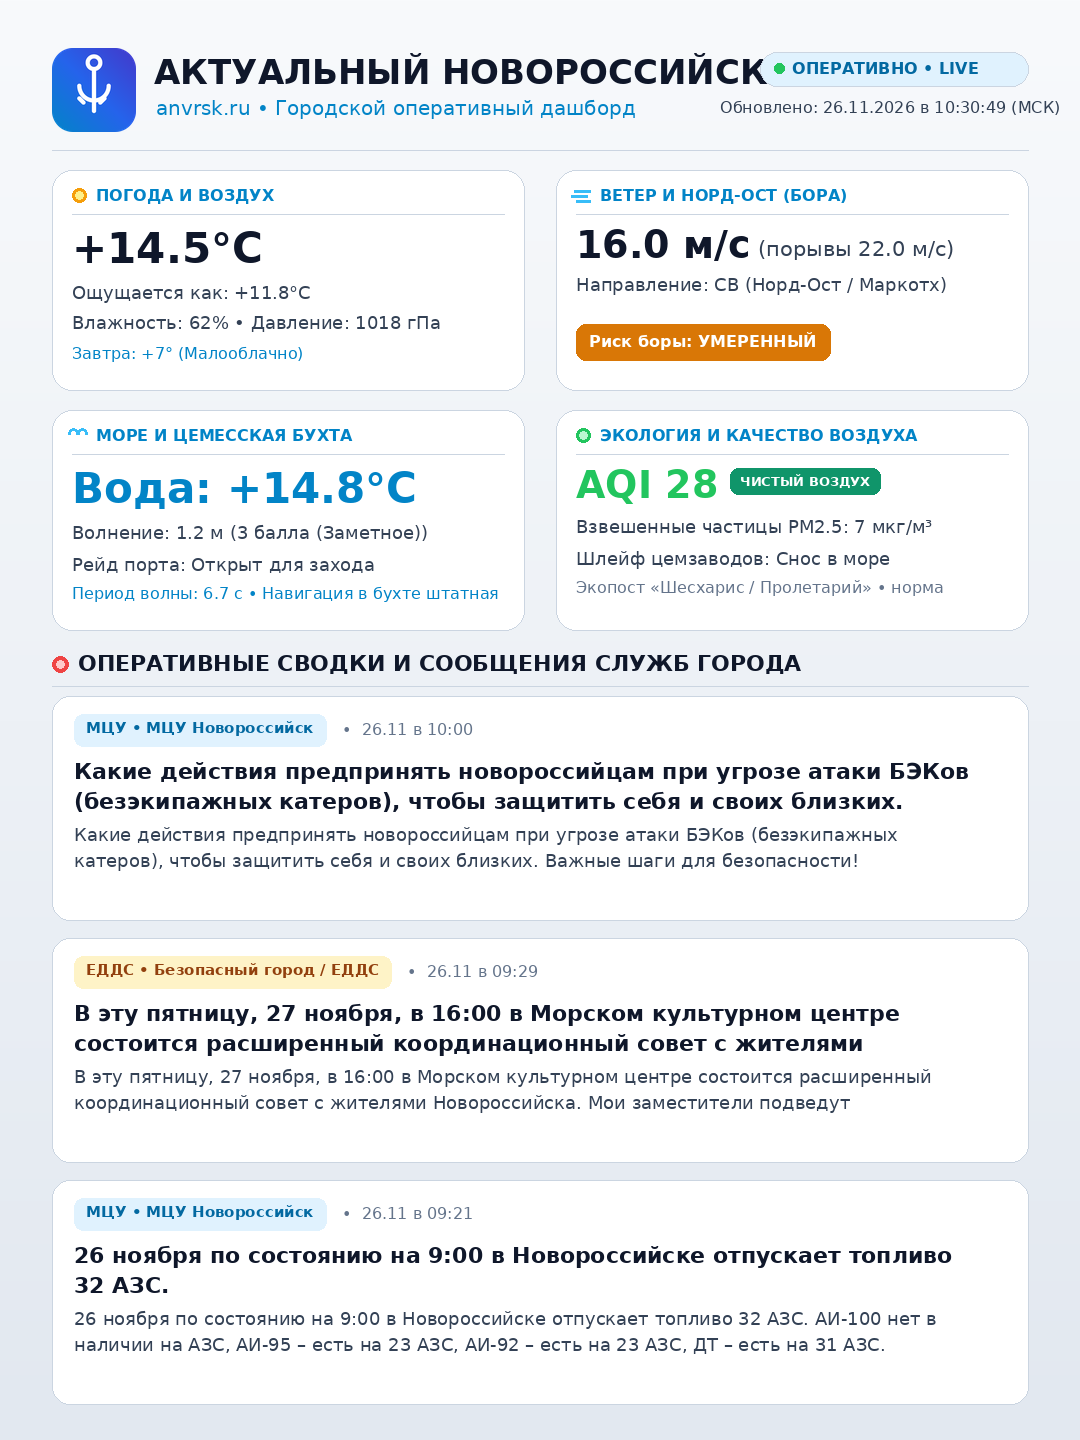 АКТУАЛЬНЫЙ НОВОРОССИЙСК
ОПЕРАТИВНО • LIVE
anvrsk.ru • Городской оперативный дашборд
Обновлено: 26.11.2026 в 10:30:49 (МСК)
ПОГОДА И ВОЗДУХ
+14.5°C
Ощущается как: +11.8°C
Влажность: 62% • Давление: 1018 гПа
Завтра: +7° (Малооблачно)
ВЕТЕР И НОРД-ОСТ (БОРА)
16.0 м/с (порывы 22.0 м/с)
Направление: СВ (Норд-Ост / Маркотх)
Риск боры: УМЕРЕННЫЙ
МОРЕ И ЦЕМЕССКАЯ БУХТА
Вода: +14.8°C
Волнение: 1.2 м (3 балла (Заметное))
Рейд порта: Открыт для захода
Период волны: 6.7 с • Навигация в бухте штатная
ЭКОЛОГИЯ И КАЧЕСТВО ВОЗДУХА
AQI 28 ЧИСТЫЙ ВОЗДУХ
Взвешенные частицы PM2.5: 7 мкг/м³
Шлейф цемзаводов: Снос в море
Экопост «Шесхарис / Пролетарий» • норма
ОПЕРАТИВНЫЕ СВОДКИ И СООБЩЕНИЯ СЛУЖБ ГОРОДА
МЦУ • МЦУ Новороссийск • 26.11 в 10:00
Какие действия предпринять новороссийцам при угрозе атаки БЭКов
(безэкипажных катеров), чтобы защитить себя и своих близких.
Какие действия предпринять новороссийцам при угрозе атаки БЭКов (безэкипажных
катеров), чтобы защитить себя и своих близких. Важные шаги для безопасности!
ЕДДС • Безопасный город / ЕДДС • 26.11 в 09:29
В эту пятницу, 27 ноября, в 16:00 в Морском культурном центре
состоится расширенный координационный совет с жителями
В эту пятницу, 27 ноября, в 16:00 в Морском культурном центре состоится расширенный
координационный совет с жителями Новороссийска. Мои заместители подведут
МЦУ • МЦУ Новороссийск • 26.11 в 09:21
26 ноября по состоянию на 9:00 в Новороссийске отпускает топливо
32 АЗС.
26 ноября по состоянию на 9:00 в Новороссийске отпускает топливо 32 АЗС. АИ-100 нет в
наличии на АЗС, АИ-95 – есть на 23 АЗС, АИ-92 – есть на 23 АЗС, ДТ – есть на 31 АЗС.